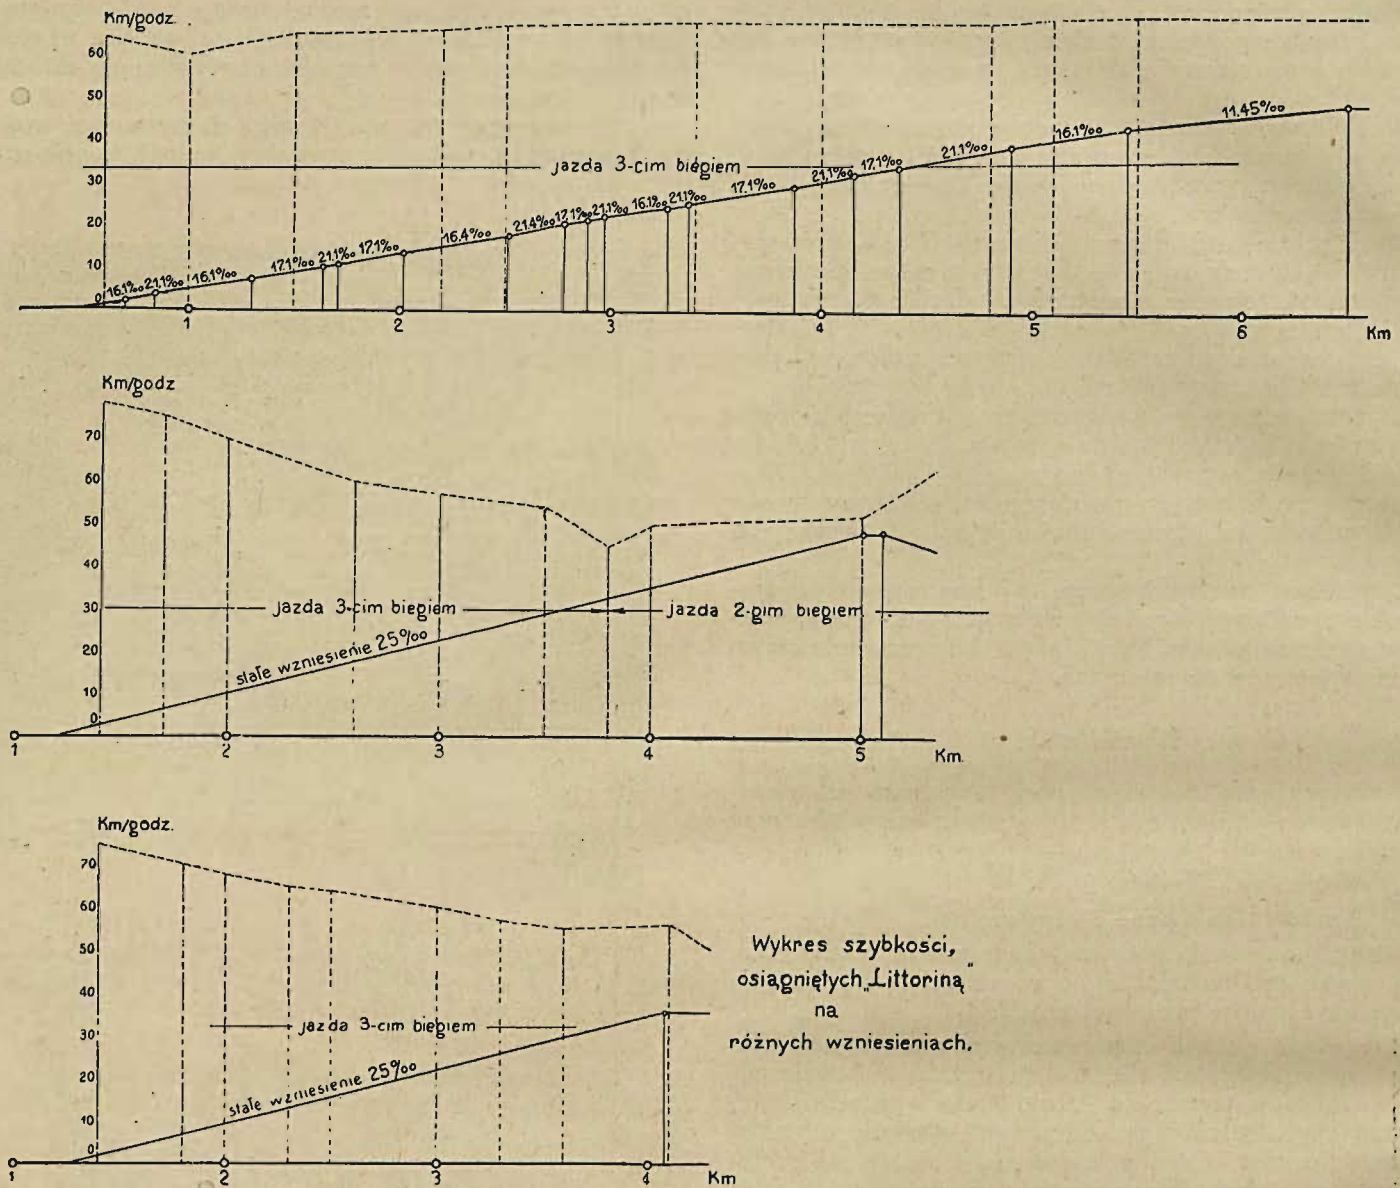 Km/godz.
60
50
40
30
20
10
0
jazda 3-cim biegiem
16.1‰ 21.1‰ 16.1‰ 17.1‰ 21.1‰ 17.1‰ 16.4‰ 21.4‰ 17.1‰ 21.1‰ 16.1‰ 21.1‰ 17.1‰ 21.1‰ 17.1‰ 21.1‰ 16.1‰ 11.45‰
1 2 3 4 5 6 Km
Km/godz
70
60
50
40
30
20
10
0
jazda 3-cim biegiem jazda 2-gim biegiem
stałe wzniesienie 25‰
1 2 3 4 5 Km.
Km/godz.
70
60
50
40
30
20
10
0
jazda 3-cim biegiem
stałe wzniesienie 25‰
1 2 3 4 Km
Wykres szybkości,
osiągniętych „Littoriną”
na
różnych wzniesieniach.